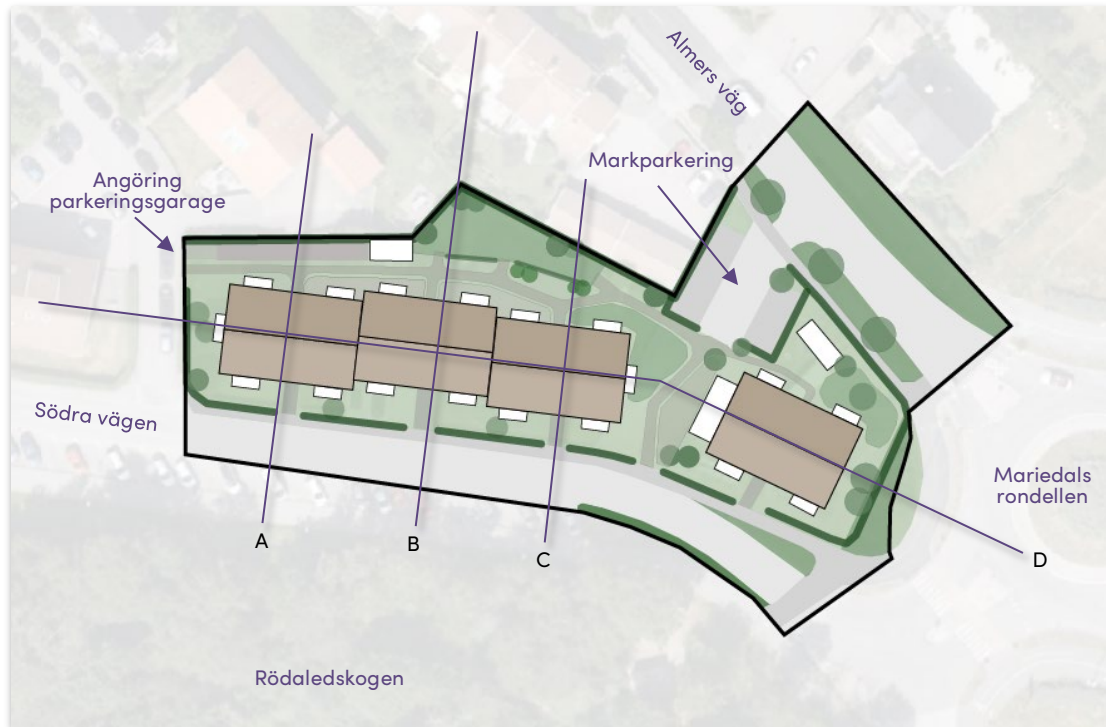 Almers väg
Markparkering
Angöring
parkeringsgarage
Södra vägen
Mariedals
rondellen
A
B
C
D
Rödaledskogen